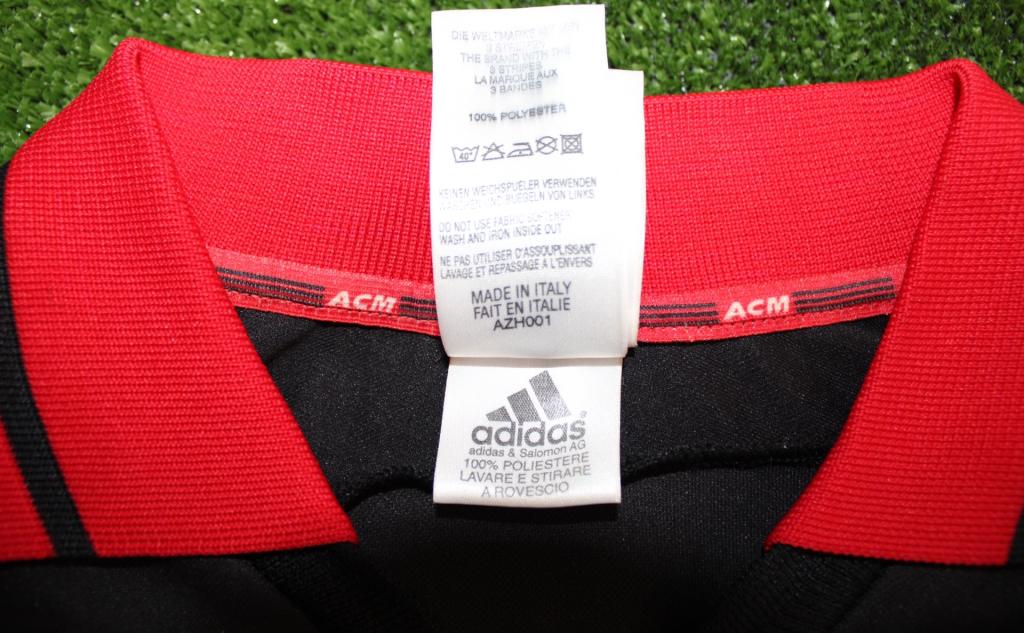 DIE WELTMARKE MIT DEN
3 STREIFEN
THE BRAND WITH THE
3 STRIPES
LA MARQUE AUX
3 BANDES
100% POLYESTER
40°
KEINEN WEICHSPUELER VERWENDEN
WASCHEN UND BUEGELN VON LINKS
DO NOT USE FABRIC SOFTENER
WASH AND IRON INSIDE OUT
NE PAS UTILISER D'ASSOUPLISSANT
LAVAGE ET REPASSAGE A L'ENVERS
MADE IN ITALY
FAIT EN ITALIE
AZH001
ACM
ACM
adidas®
adidas & Salomon AG
100% POLIESTERE
LAVARE E STIRARE
A ROVESCIO